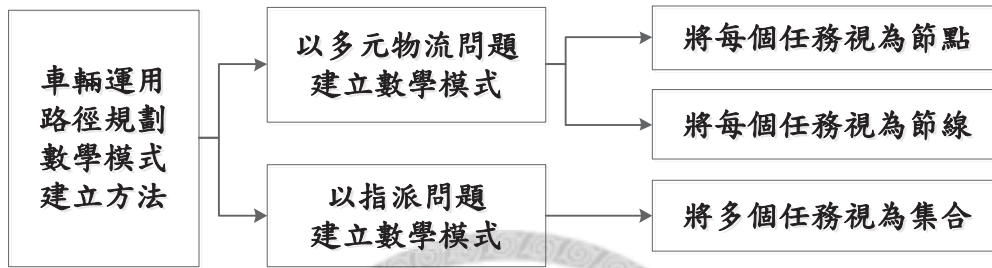 車輛運用
路徑規劃
數學模式
建立方法
以多元物流問題
建立數學模式
將每個任務視為節點
將每個任務視為節線
以指派問題
建立數學模式
將多個任務視為集合